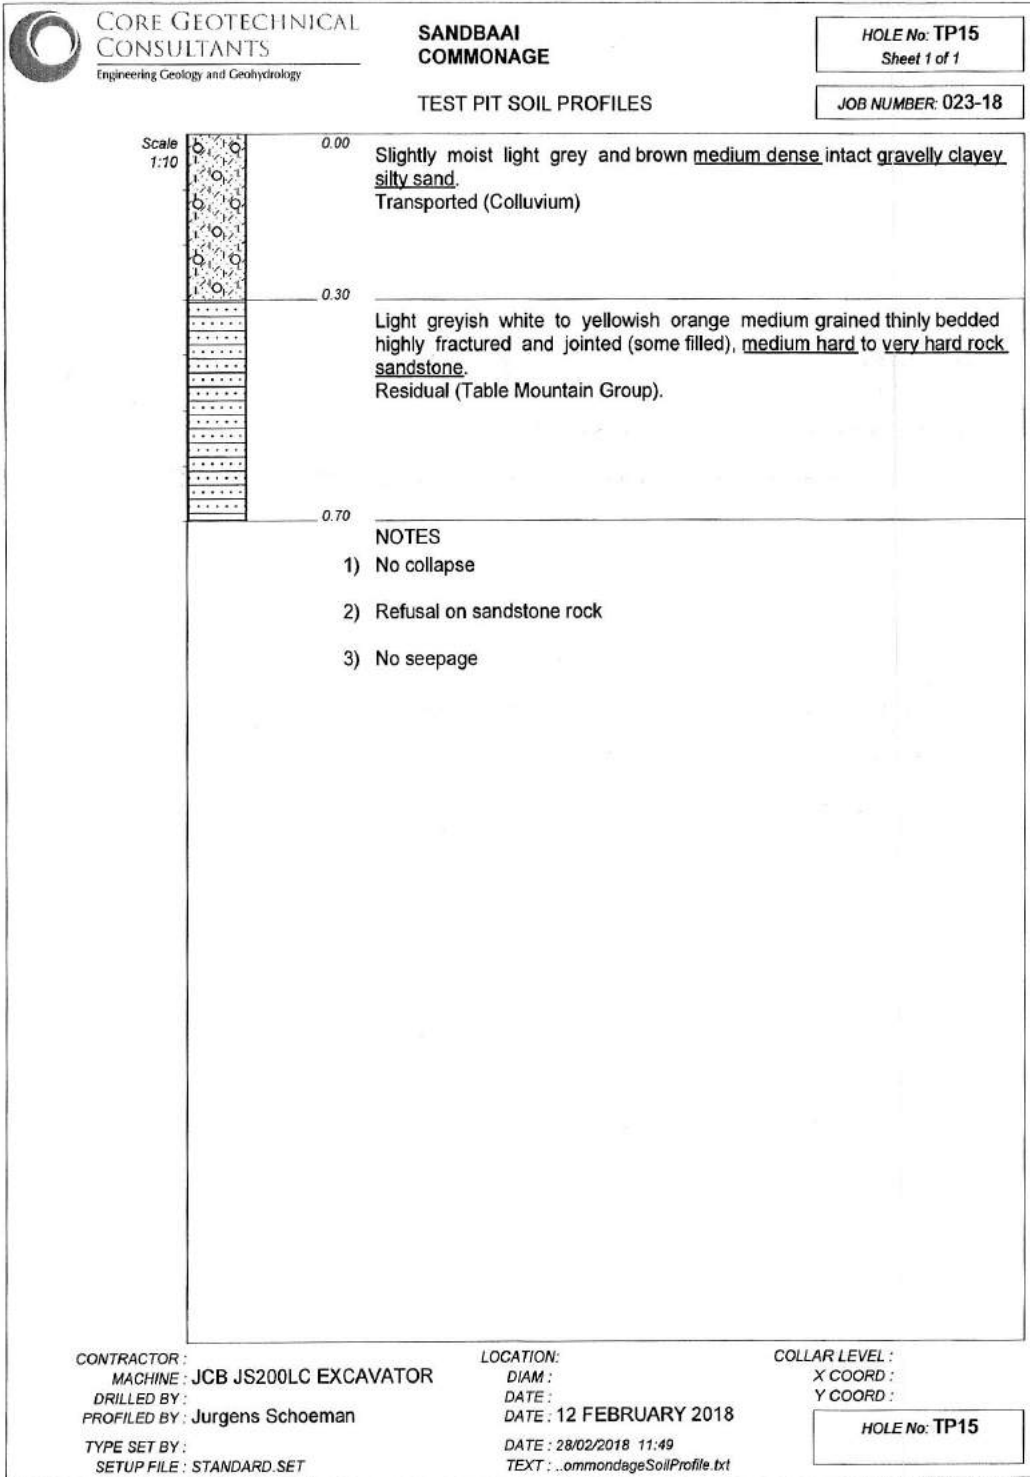 CORE GEOTECHNICAL
CONSULTANTS
Engineering Geology and Geohydrology
SANDBAAI
COMMONAGE
TEST PIT SOIL PROFILES
HOLE No: TP15
Sheet 1 of 1
JOB NUMBER: 023-18
Scale
1:10
0.00
Slightly moist light grey and brown medium dense intact gravelly clayey
silty sand.
Transported (Colluvium)
0.30
Light greyish white to yellowish orange medium grained thinly bedded
highly fractured and jointed (some filled), medium hard to very hard rock
sandstone.
Residual (Table Mountain Group).
0.70
NOTES
1) No collapse
2) Refusal on sandstone rock
3) No seepage
CONTRACTOR :
MACHINE : JCB JS200LC EXCAVATOR
DRILLED BY :
PROFILED BY : Jurgens Schoeman
TYPE SET BY :
SETUP FILE : STANDARD.SET
LOCATION:
DIAM :
DATE :
DATE : 12 FEBRUARY 2018
DATE : 28/02/2018 11:49
TEXT : ..ommondageSoilProfile.txt
COLLAR LEVEL :
X COORD :
Y COORD :
HOLE No: TP15